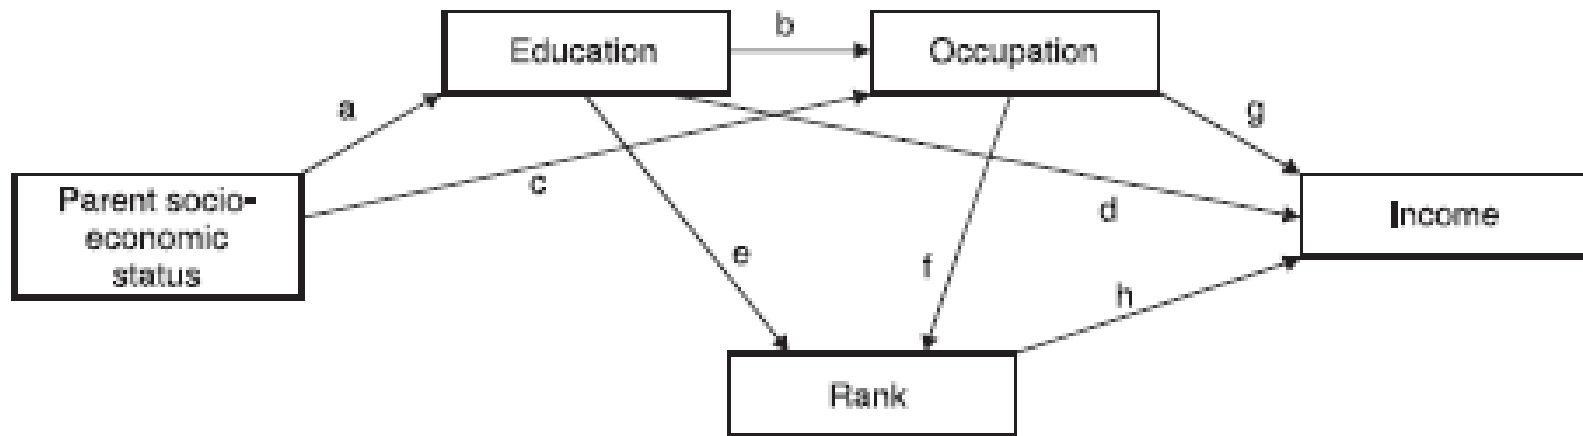 Education
b
Occupation
a
g
Parent socio-
economic
status
c
d
Income
e
f
h
Rank